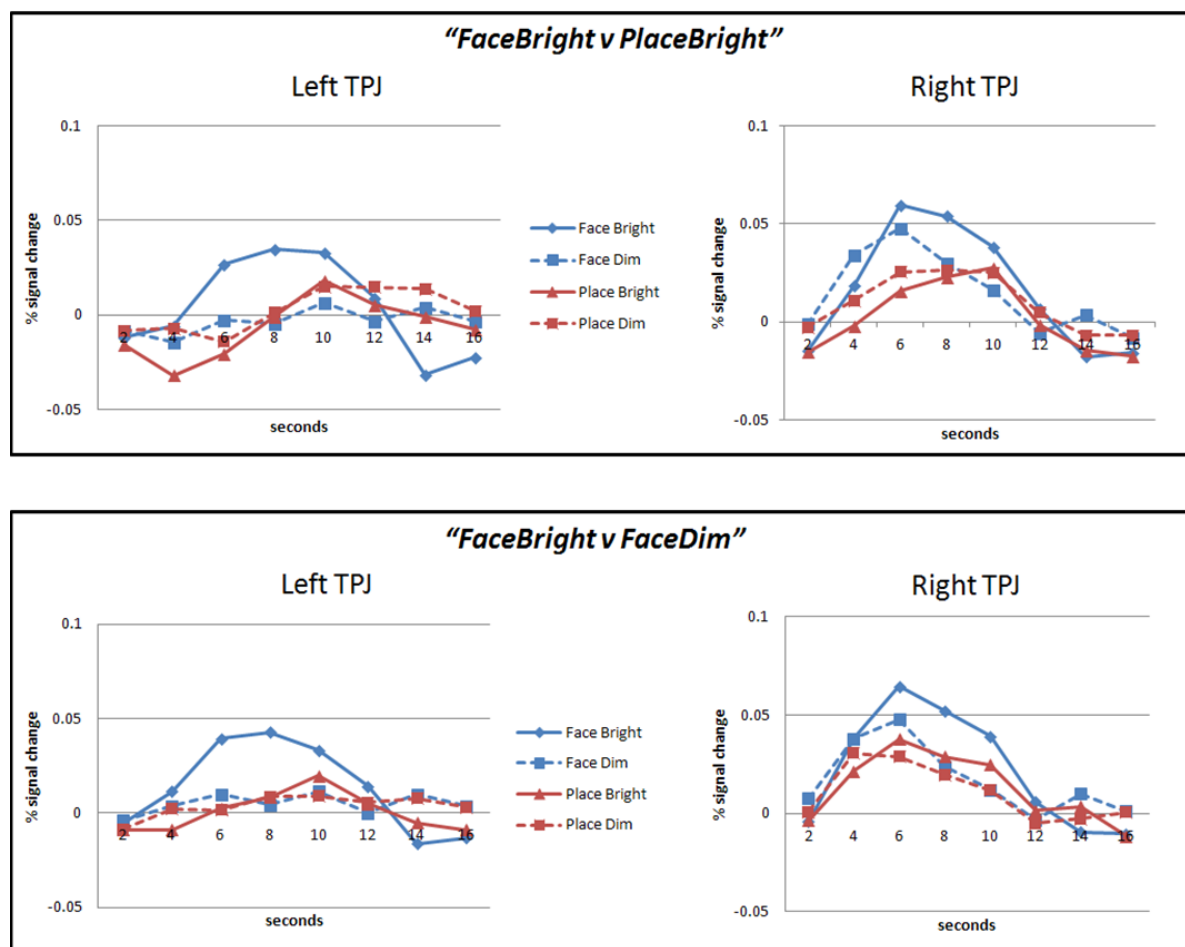 “FaceBright v PlaceBright”
Left TPJ
% signal change
0.1
0.05
0
-0.05
2 4 6 8 10 12 14 16
seconds
Face Bright
Face Dim
Place Bright
Place Dim
Right TPJ
% signal change
0.1
0.05
0
-0.05
2 4 6 8 10 12 14 16
seconds
“FaceBright v FaceDim”
Left TPJ
% signal change
0.1
0.05
0
-0.05
2 4 6 8 10 12 14 16
seconds
Face Bright
Face Dim
Place Bright
Place Dim
Right TPJ
% signal change
0.1
0.05
0
-0.05
2 4 6 8 10 12 14 16
seconds